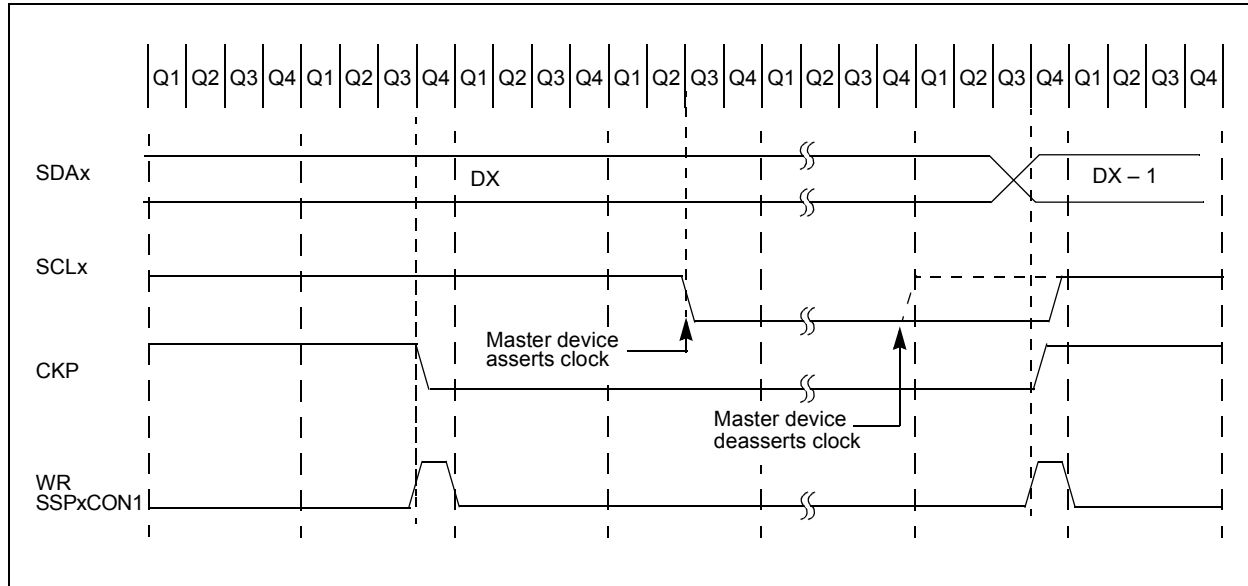 Q1 Q2 Q3 Q4 Q1 Q2 Q3 Q4 Q1 Q2 Q3 Q4 Q1 Q2 Q3 Q4 Q1 Q2 Q3 Q4 Q1 Q2 Q3 Q4 Q1 Q2 Q3 Q4
SDAx
DX
DX – 1
SCLx
Master device
asserts clock
CKP
Master device
deasserts clock
WR
SSPxCON1